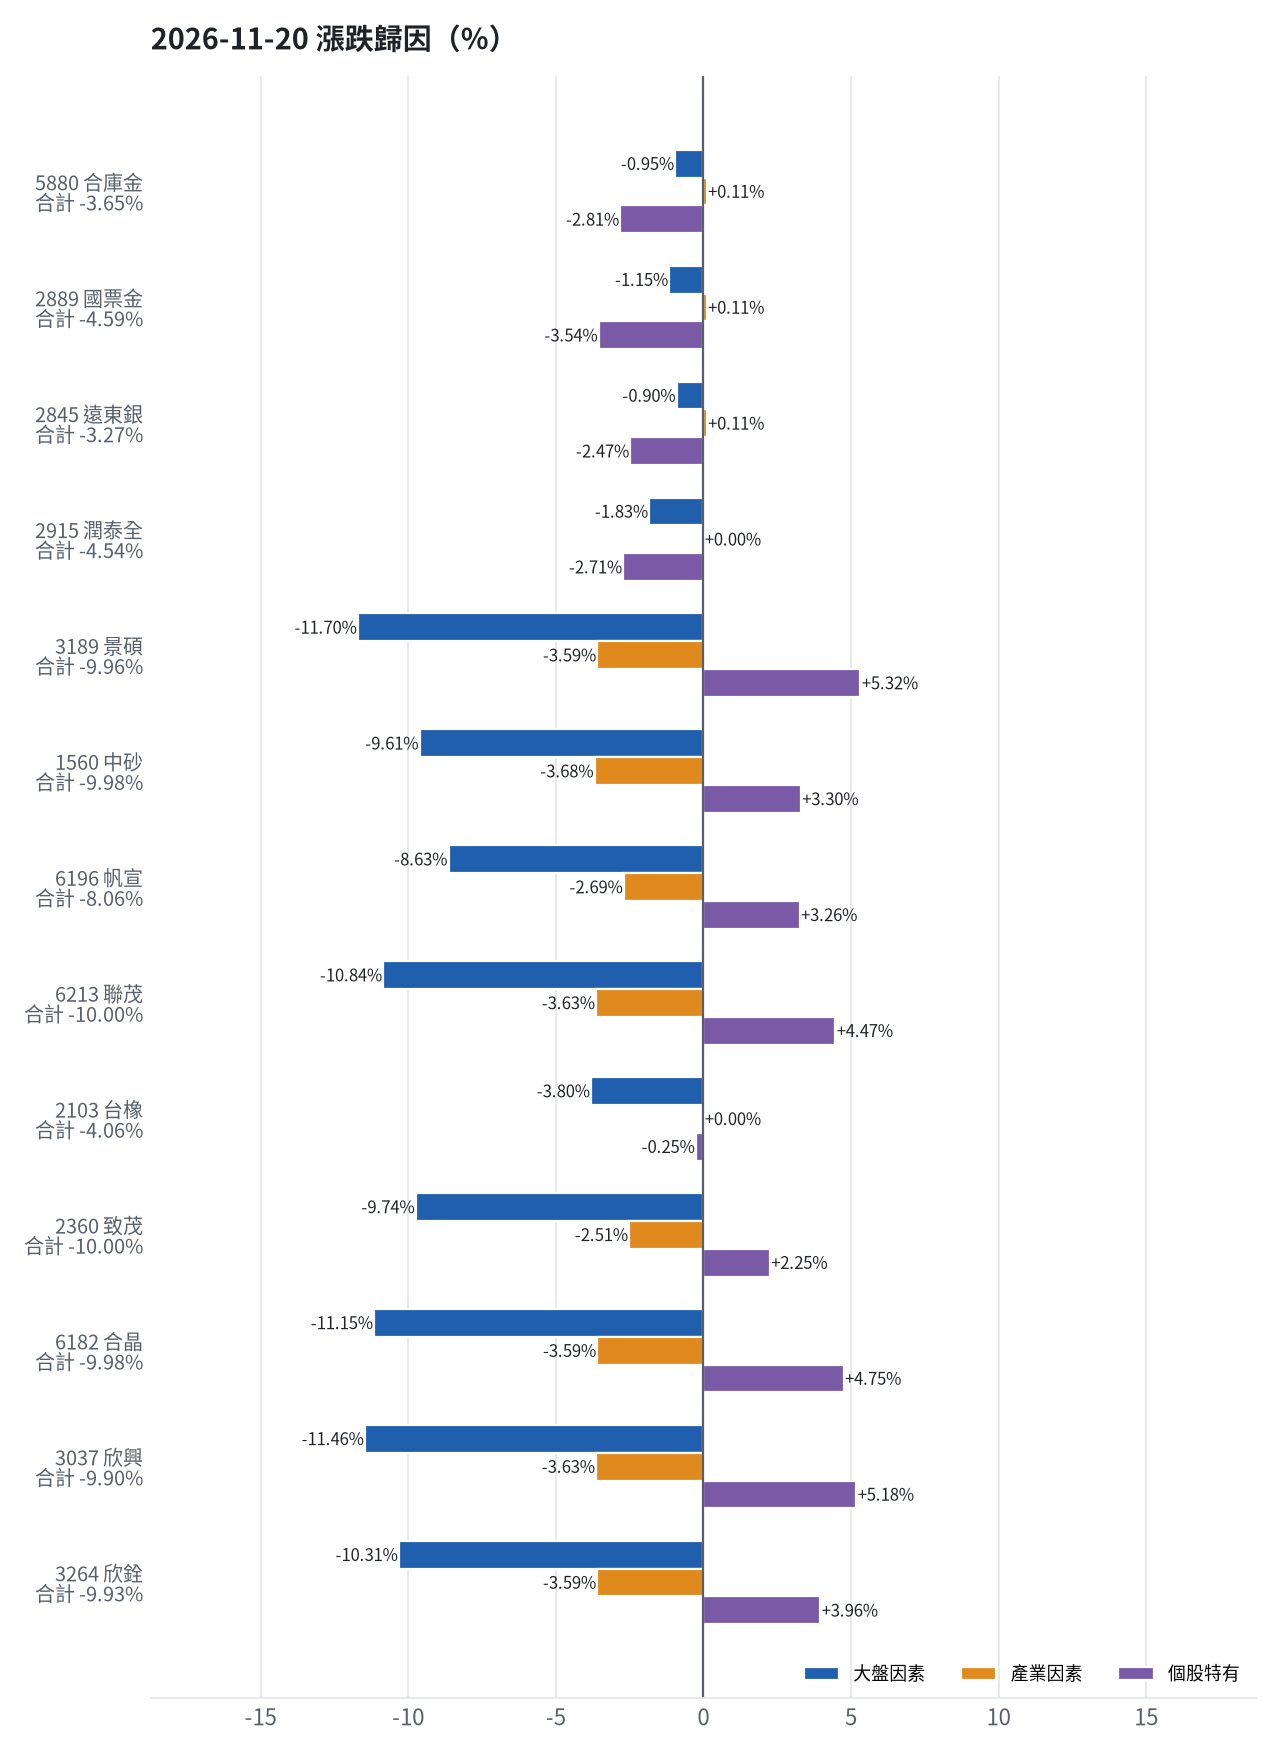 2026-11-20 漲跌歸因（%）
5880 合庫金
合計 -3.65%
-0.95%
+0.11%
-2.81%
2889 國票金
合計 -4.59%
-1.15%
+0.11%
-3.54%
2845 遠東銀
合計 -3.27%
-0.90%
+0.11%
-2.47%
2915 潤泰全
合計 -4.54%
-1.83%
+0.00%
-2.71%
3189 景碩
合計 -9.96%
-11.70%
-3.59%
+5.32%
1560 中砂
合計 -9.98%
-9.61%
-3.68%
+3.30%
6196 帆宣
合計 -8.06%
-8.63%
-2.69%
+3.26%
6213 聯茂
合計 -10.00%
-10.84%
-3.63%
+4.47%
2103 台橡
合計 -4.06%
-3.80%
+0.00%
-0.25%
2360 致茂
合計 -10.00%
-9.74%
-2.51%
+2.25%
6182 合晶
合計 -9.98%
-11.15%
-3.59%
+4.75%
3037 欣興
合計 -9.90%
-11.46%
-3.63%
+5.18%
3264 欣銓
合計 -9.93%
-10.31%
-3.59%
+3.96%
大盤因素 產業因素 個股特有
-15 -10 -5 0 5 10 15